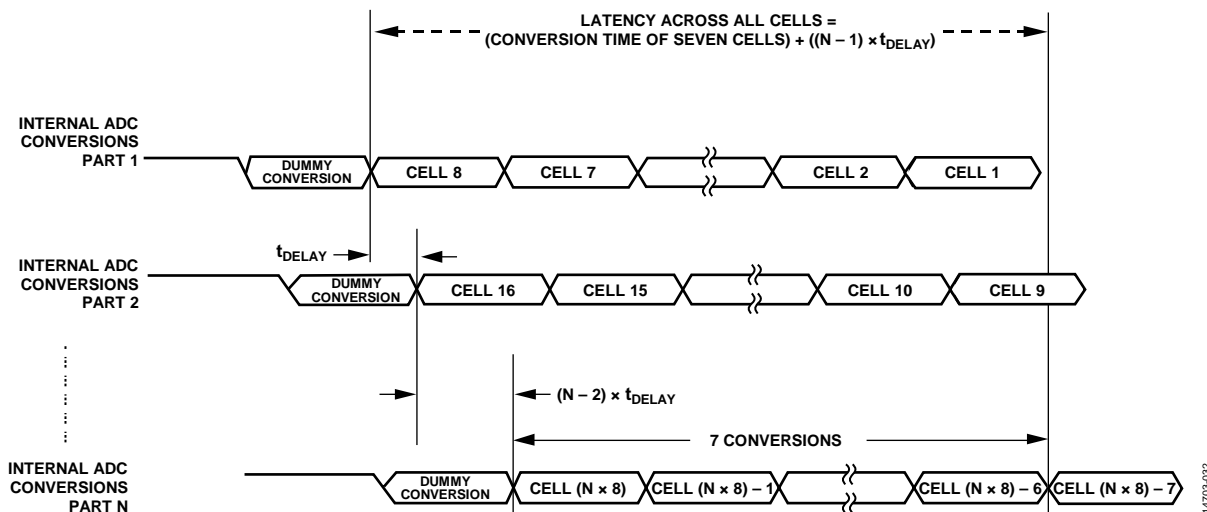 LATENCY ACROSS ALL CELLS =
(CONVERSION TIME OF SEVEN CELLS) + ((N – 1) × tDELAY)
INTERNAL ADC
CONVERSIONS
PART 1
DUMMY
CONVERSION
CELL 8
CELL 7
CELL 2
CELL 1
tDELAY
INTERNAL ADC
CONVERSIONS
PART 2
DUMMY
CONVERSION
CELL 16
CELL 15
CELL 10
CELL 9
(N – 2) × tDELAY
7 CONVERSIONS
INTERNAL ADC
CONVERSIONS
PART N
DUMMY
CONVERSION
CELL (N × 8)
CELL (N × 8) – 1
CELL (N × 8) – 6
CELL (N × 8) – 7
14703-032